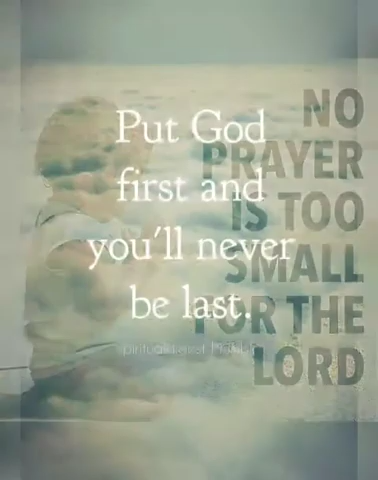 Put God
first and
you'll never
be last.
NO
PRAYER
IS TOO
SMALL
FOR THE
LORD